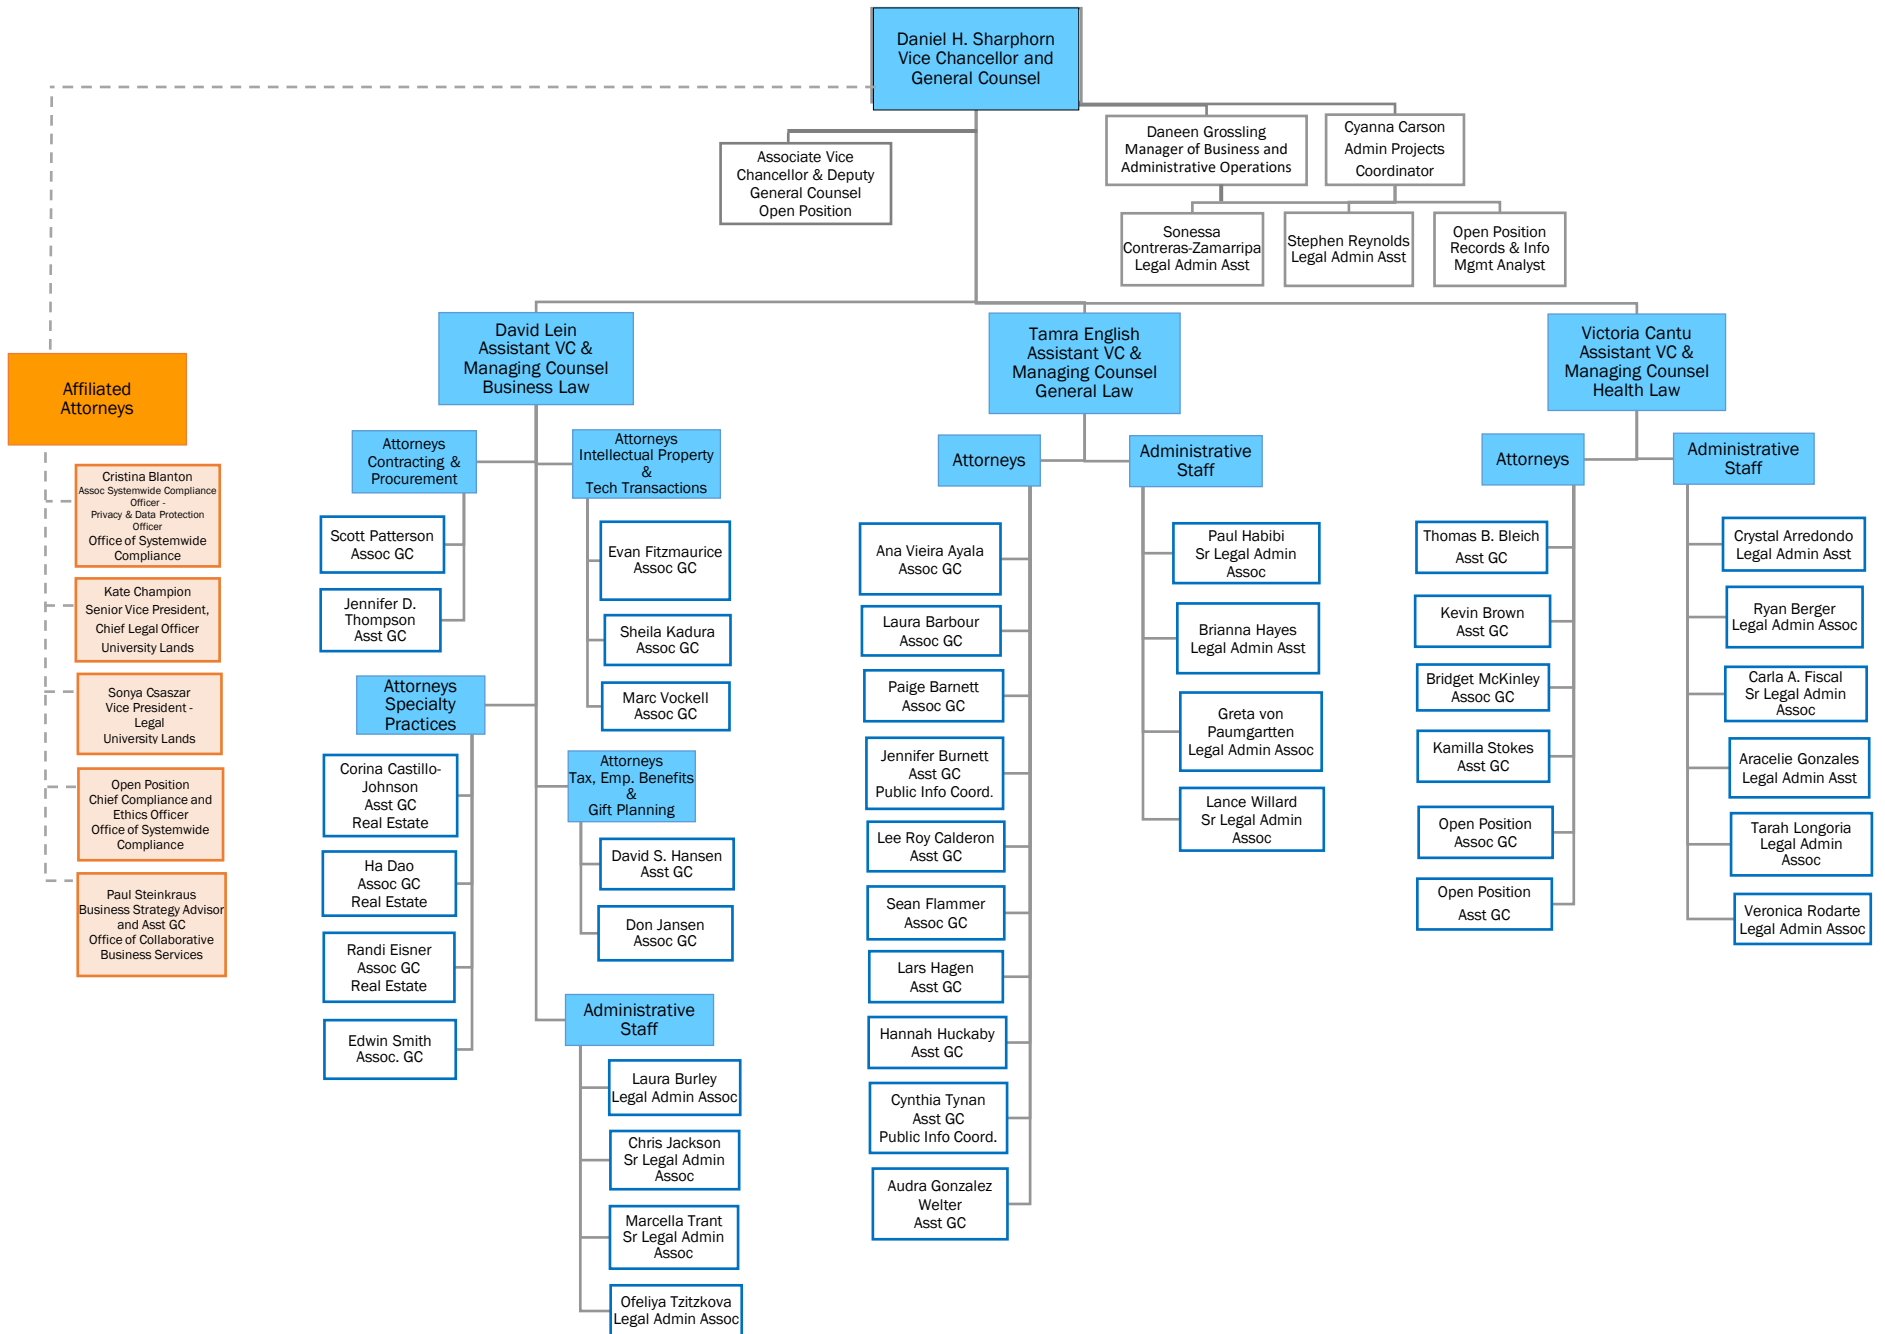 Daniel H. Sharphorn
Vice Chancellor and
General Counsel
Associate Vice
Chancellor & Deputy
General Counsel
Open Position
Daneen Grossling
Manager of Business and
Administrative Operations
Cyanna Carson
Admin Projects
Coordinator
Sonessa
Contreras-Zamarripa
Legal Admin Asst
Stephen Reynolds
Legal Admin Asst
Open Position
Records & Info
Mgmt Analyst
Affiliated
Attorneys
Cristina Blanton
Assoc Systemwide Compliance
Officer -
Privacy & Data Protection
Officer
Office of Systemwide
Compliance
Kate Champion
Senior Vice President,
Chief Legal Officer
University Lands
Sonya Csaszar
Vice President -
Legal
University Lands
Open Position
Chief Compliance and
Ethics Officer
Office of Systemwide
Compliance
Paul Steinkraus
Business Strategy Advisor
and Asst GC
Office of Collaborative
Business Services
David Lein
Assistant VC &
Managing Counsel
Business Law
Attorneys
Contracting &
Procurement
Scott Patterson
Assoc GC
Jennifer D.
Thompson
Asst GC
Attorneys
Specialty
Practices
Corina Castillo-
Johnson
Asst GC
Real Estate
Ha Dao
Assoc GC
Real Estate
Randi Eisner
Assoc GC
Real Estate
Edwin Smith
Assoc. GC
Attorneys
Intellectual Property
&
Tech Transactions
Evan Fitzmaurice
Assoc GC
Sheila Kadura
Assoc GC
Marc Vockell
Assoc GC
Attorneys
Tax, Emp. Benefits
&
Gift Planning
David S. Hansen
Asst GC
Don Jansen
Assoc GC
Administrative
Staff
Laura Burley
Legal Admin Assoc
Chris Jackson
Sr Legal Admin
Assoc
Marcella Trant
Sr Legal Admin
Assoc
Ofeliya Tzitzkova
Legal Admin Assoc
Tamra English
Assistant VC &
Managing Counsel
General Law
Attorneys
Ana Vieira Ayala
Assoc GC
Laura Barbour
Assoc GC
Paige Barnett
Assoc GC
Jennifer Burnett
Asst GC
Public Info Coord.
Lee Roy Calderon
Asst GC
Sean Flammer
Assoc GC
Lars Hagen
Asst GC
Hannah Huckaby
Asst GC
Cynthia Tynan
Asst GC
Public Info Coord.
Audra Gonzalez
Welter
Asst GC
Administrative
Staff
Paul Habibi
Sr Legal Admin
Assoc
Brianna Hayes
Legal Admin Asst
Greta von
Paumgartten
Legal Admin Assoc
Lance Willard
Sr Legal Admin
Assoc
Victoria Cantu
Assistant VC &
Managing Counsel
Health Law
Attorneys
Thomas B. Bleich
Asst GC
Kevin Brown
Asst GC
Bridget McKinley
Assoc GC
Kamilla Stokes
Asst GC
Open Position
Assoc GC
Open Position
Asst GC
Administrative
Staff
Crystal Arredondo
Legal Admin Asst
Ryan Berger
Legal Admin Assoc
Carla A. Fiscal
Sr Legal Admin
Assoc
Aracelie Gonzales
Legal Admin Asst
Tarah Longoria
Legal Admin
Assoc
Veronica Rodarte
Legal Admin Assoc